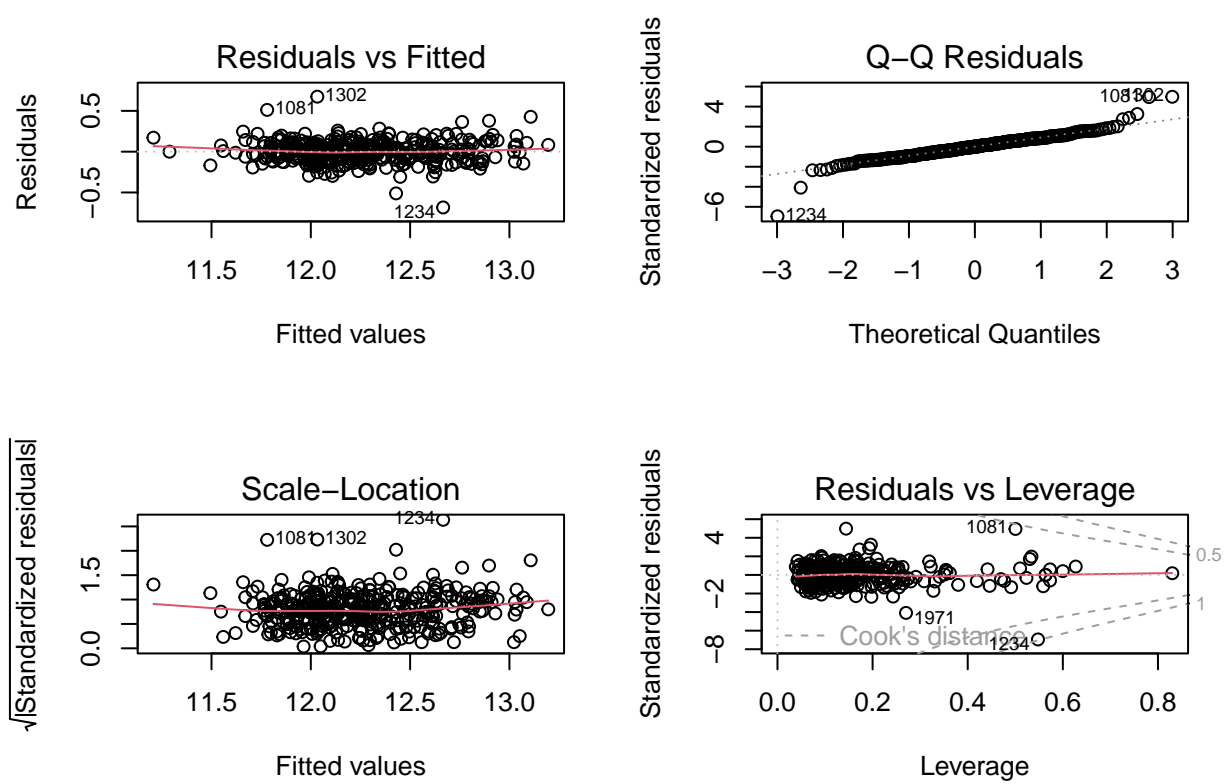 Residuals vs Fitted
Residuals
0.5
−0.5
1302
1081
1234
11.5 12.0 12.5 13.0
Fitted values
Q−Q Residuals
Standardized residuals
4
0
−6
1081
1302
1234
−3 −2 −1 0 1 2 3
Theoretical Quantiles
Scale−Location
√|Standardized residuals|
1.5
0.0
1234
1081
1302
11.5 12.0 12.5 13.0
Fitted values
Residuals vs Leverage
Standardized residuals
4
−2
−8
1081
0.5
1
1971
Cook's distance
1234
0.0 0.2 0.4 0.6 0.8
Leverage